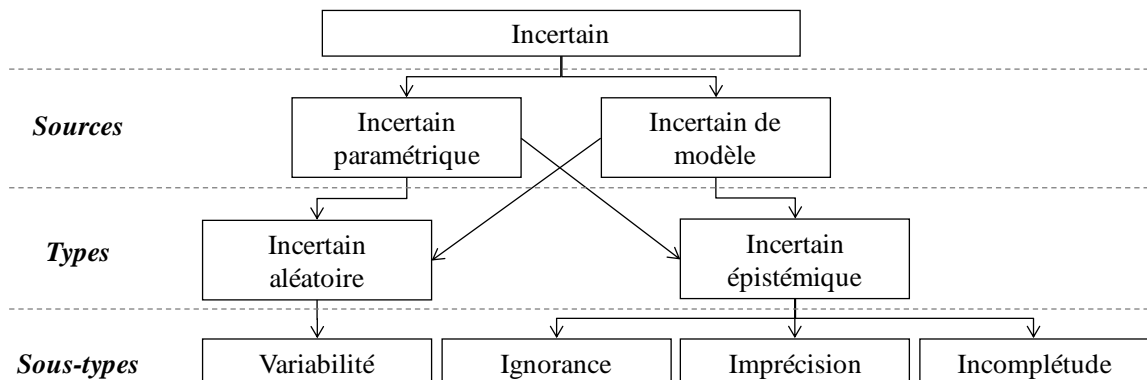 Incertain
Sources
Incertain
paramétrique
Incertain de
modèle
Types
Incertain
aléatoire
Incertain
épistémique
Sous-types
Variabilité
Ignorance
Imprécision
Incomplétude